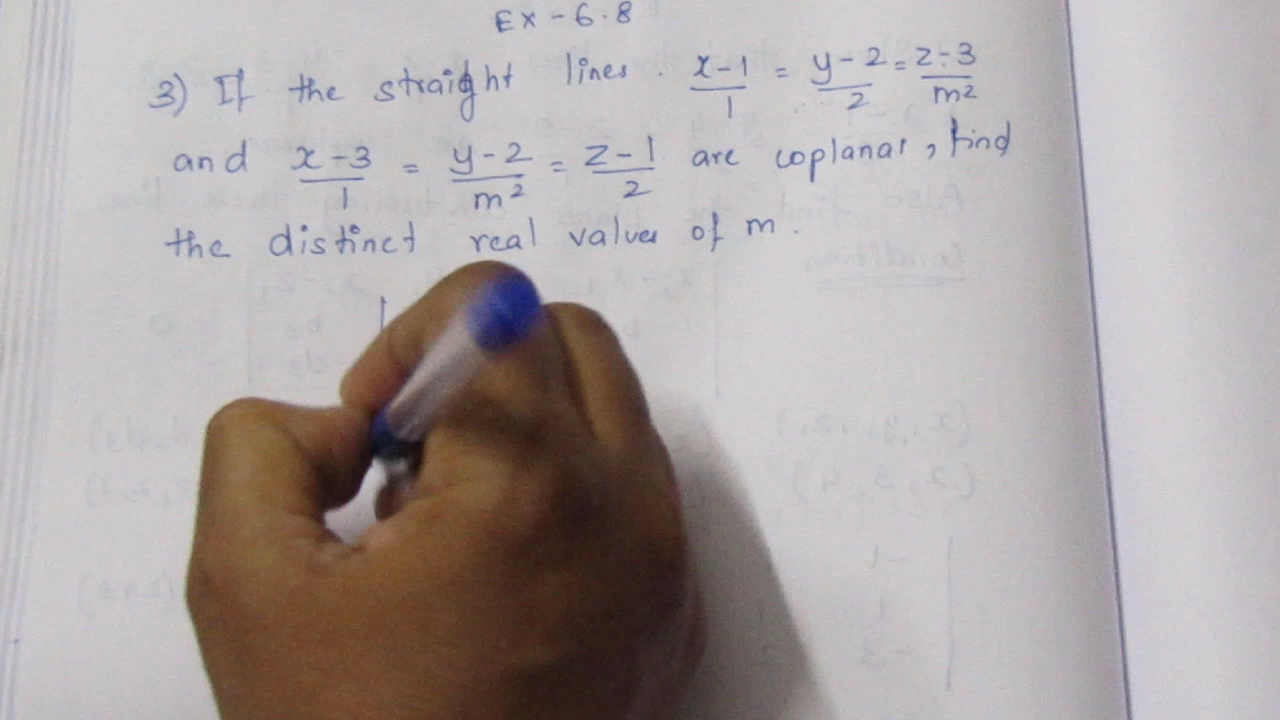 EX - 6.8
3) If the straight lines. x-1/1 = y-2/2 = z-3/m²
and x-3/1 = y-2/m² = z-1/2 are coplanar, find
the distinct real values of m.